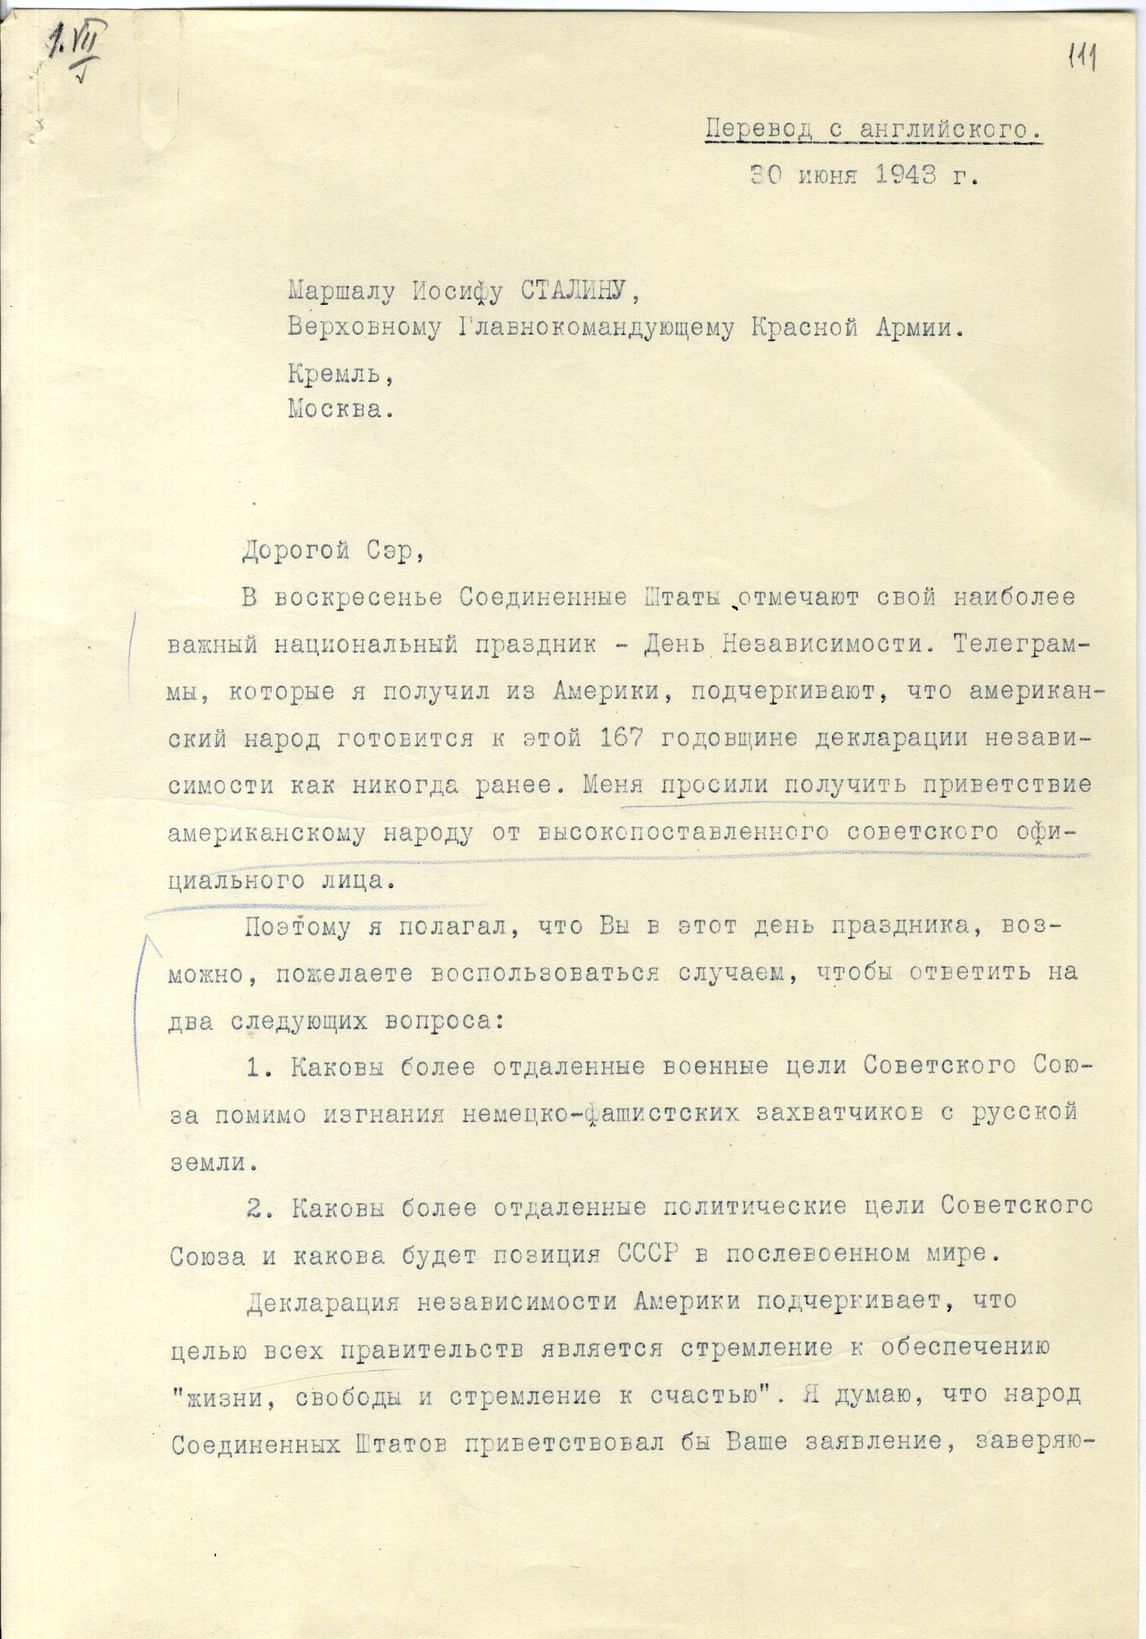 1.VII
111
Перевод с английского.
30 июня 1943 г.
Маршалу Иосифу СТАЛИНУ,
Верховному Главнокомандующему Красной Армии.
Кремль,
Москва.
Дорогой Сэр,
В воскресенье Соединенные Штаты отмечают свой наиболее
важный национальный праздник - День Независимости. Телеграм-
мы, которые я получил из Америки, подчеркивают, что американ-
ский народ готовится к этой 167 годовщине декларации незави-
симости как никогда ранее. Меня просили получить приветствие
американскому народу от высокопоставленного советского офи-
циального лица.
Поэтому я полагал, что Вы в этот день праздника, воз-
можно, пожелаете воспользоваться случаем, чтобы ответить на
два следующих вопроса:
1. Каковы более отдаленные военные цели Советского Сою-
за помимо изгнания немецко-фашистских захватчиков с русской
земли.
2. Каковы более отдаленные политические цели Советского
Союза и какова будет позиция СССР в послевоенном мире.
Декларация независимости Америки подчеркивает, что
целью всех правительств является стремление к обеспечению
"жизни, свободы и стремление к счастью". Я думаю, что народ
Соединенных Штатов приветствовал бы Ваше заявление, заверяю-